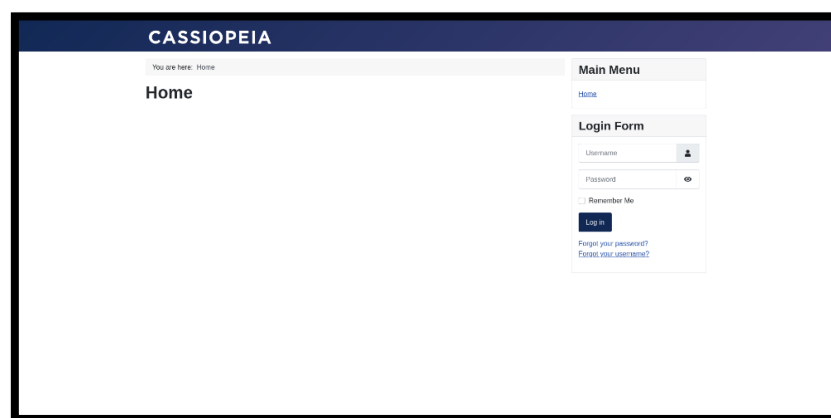 CASSIOPEIA
You are here: Home
Home
Main Menu
Home
Login Form
Username
Password
Remember Me
Log in
Forgot your password?
Forgot your username?